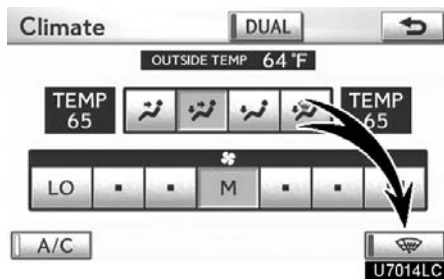 Climate DUAL
OUTSIDE TEMP 64°F
TEMP TEMP
65 65
LO M
A/C
U7014LC